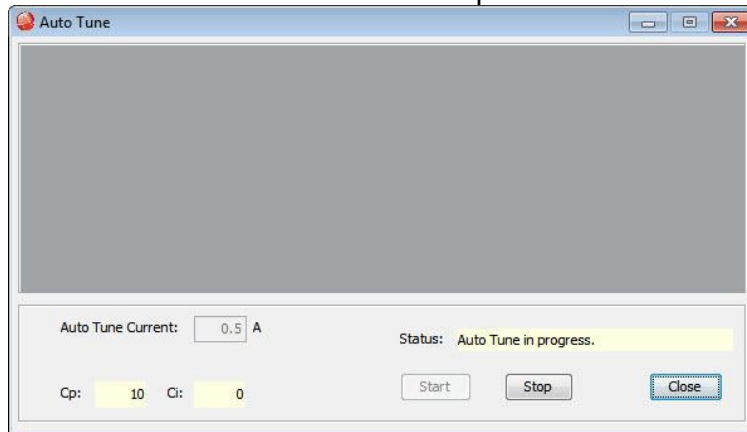 Auto Tune
Auto Tune Current: 0.5 A
Status: Auto Tune in progress.
Cp: 10 Ci: 0
Start Stop Close